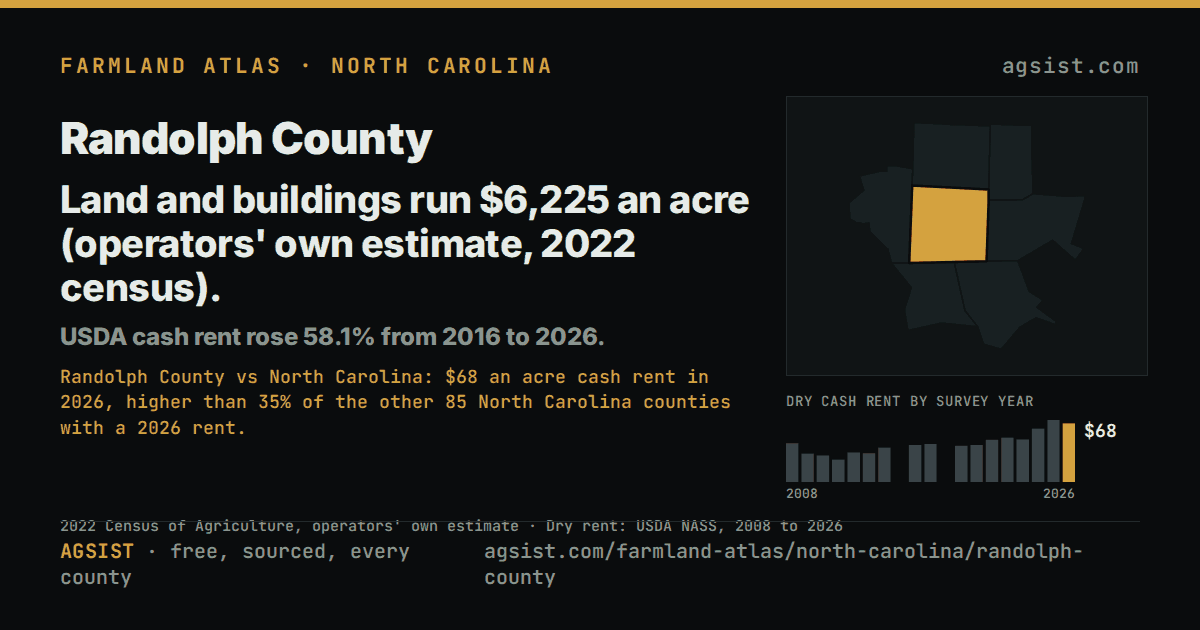 FARMLAND ATLAS · NORTH CAROLINA
agsist.com
Randolph County
Land and buildings run $6,225 an acre
(operators' own estimate, 2022
census).
USDA cash rent rose 58.1% from 2016 to 2026.
Randolph County vs North Carolina: $68 an acre cash rent in
2026, higher than 35% of the other 85 North Carolina counties
with a 2026 rent.
DRY CASH RENT BY SURVEY YEAR
$68
2008
2026
2022 Census of Agriculture, operators' own estimate · Dry rent: USDA NASS, 2008 to 2026
AGSIST · free, sourced, every
county
agsist.com/farmland-atlas/north-carolina/randolph-
county